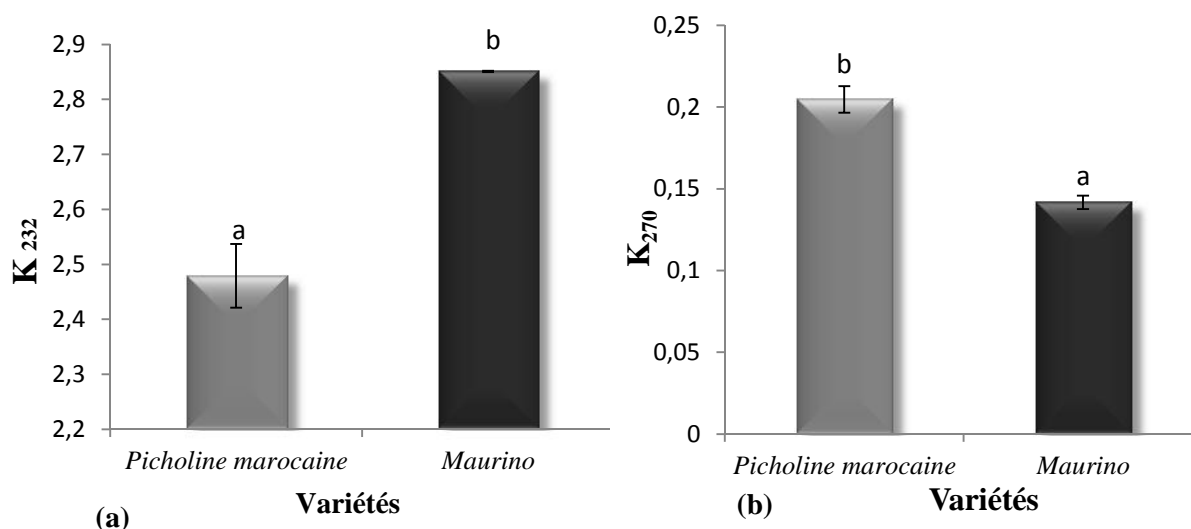 2,9
2,8
2,7
2,6
2,5
2,4
2,3
2,2
K 232
a
b
Picholine marocaine
Maurino
Variétés
(a)
0,25
0,2
0,15
0,1
0,05
0
K270
b
a
Picholine marocaine
Maurino
Variétés
(b)